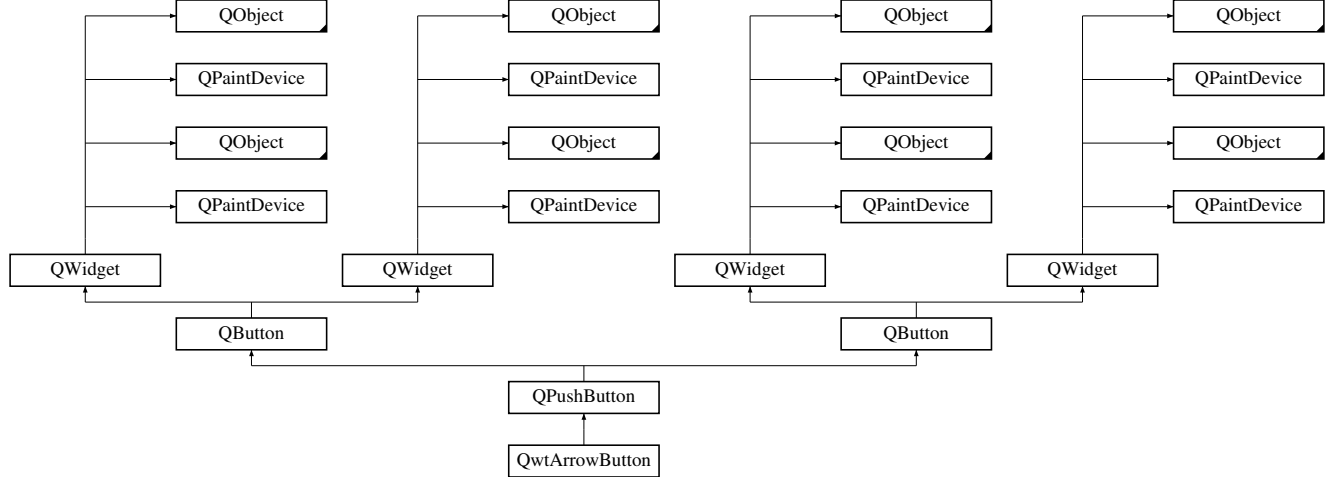 QObject QObject QObject QObject
QPaintDevice QPaintDevice QPaintDevice QPaintDevice
QObject QObject QObject QObject
QPaintDevice QPaintDevice QPaintDevice QPaintDevice
QWidget QWidget QWidget QWidget
QButton QButton
QPushButton
QwtArrowButton